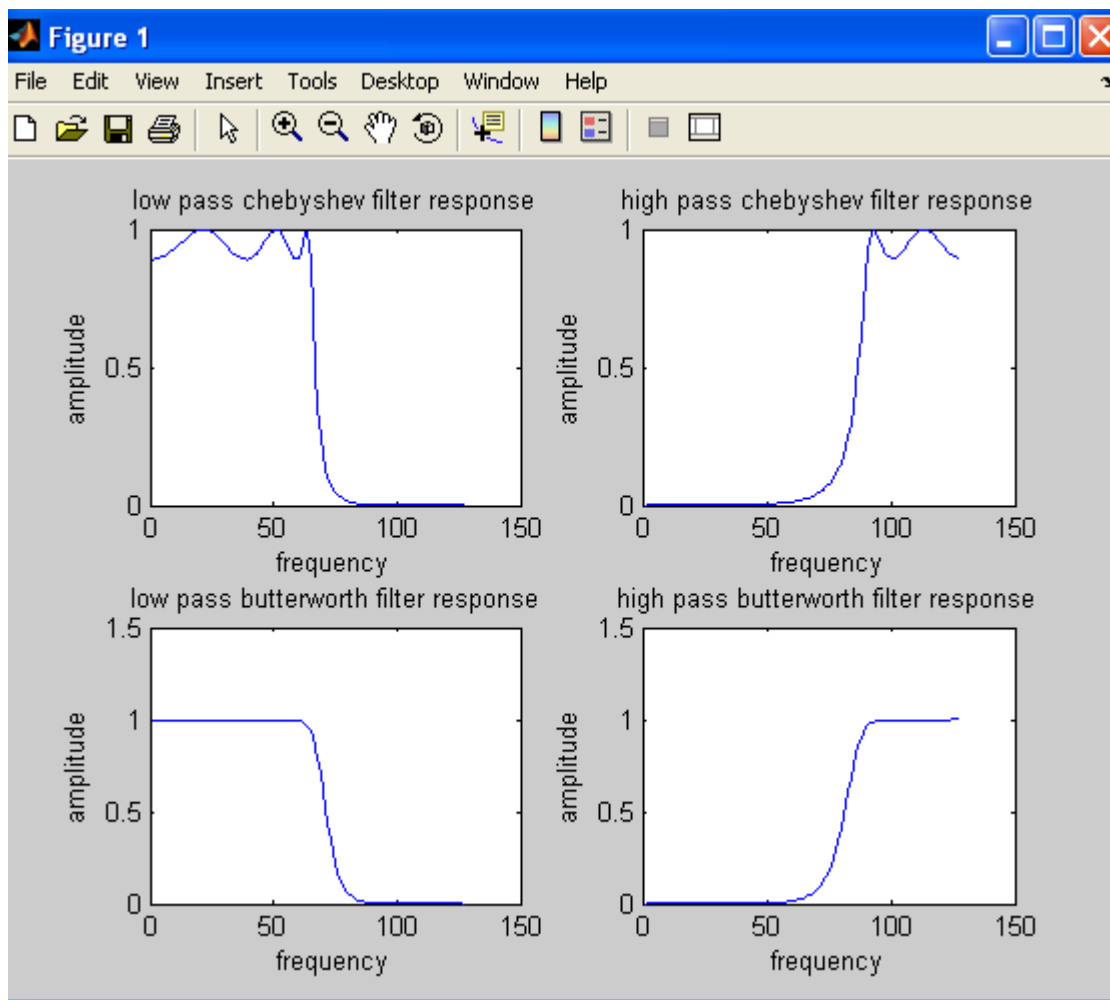 Figure 1
File Edit View Insert Tools Desktop Window Help
low pass chebyshev filter response
1
0.5
0
amplitude
0 50 100 150
frequency
high pass chebyshev filter response
1
0.5
0
amplitude
0 50 100 150
frequency
low pass butterworth filter response
1.5
1
0.5
0
amplitude
0 50 100 150
frequency
high pass butterworth filter response
1.5
1
0.5
0
amplitude
0 50 100 150
frequency